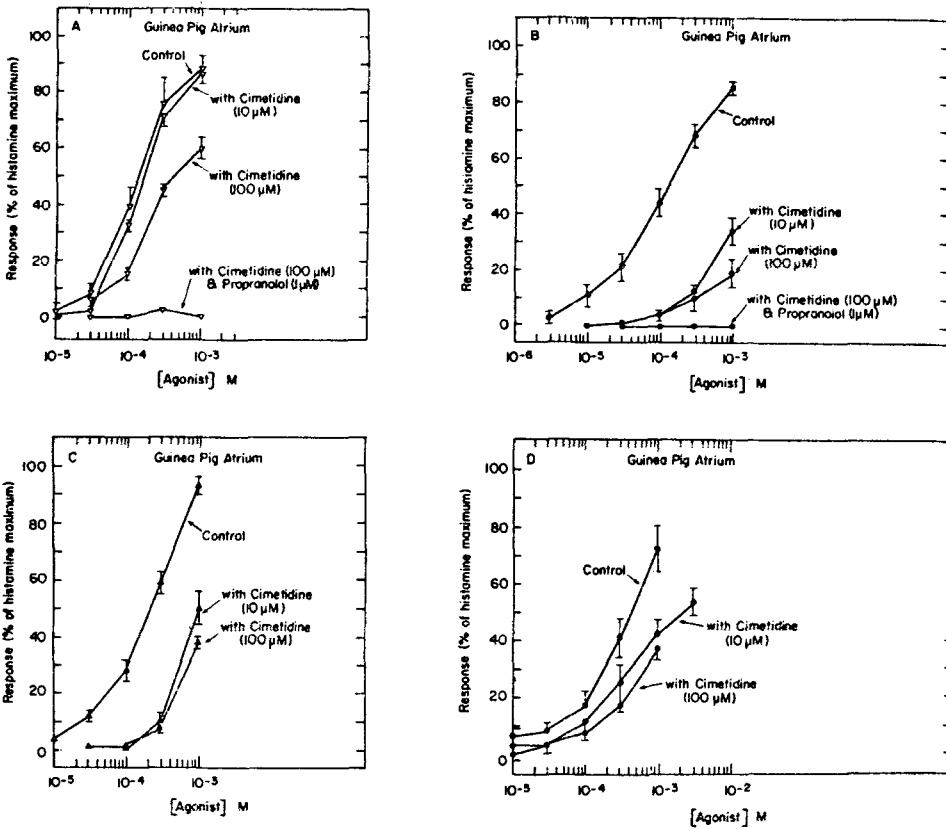 A
Guinea Pig Atrium
Response (% of histamine maximum)
100
80
60
40
20
0
Control
with Cimetidine
(10 µM)
with Cimetidine
(100 µM)
with Cimetidine (100 µM)
& Propranolol (1µM)
10-5
10-4
10-3
[Agonist] M
B
Guinea Pig Atrium
Response (% of histamine maximum)
100
80
60
40
20
0
Control
with Cimetidine
(10 µM)
with Cimetidine
(100 µM)
with Cimetidine (100 µM)
& Propranolol (1µM)
10-6
10-5
10-4
10-3
[Agonist] M
C
Guinea Pig Atrium
Response (% of histamine maximum)
100
80
60
40
20
0
Control
with Cimetidine
(10 µM)
with Cimetidine
(100 µM)
10-5
10-4
10-3
[Agonist] M
D
Guinea Pig Atrium
Response (% of histamine maximum)
100
80
60
40
20
0
Control
with Cimetidine
(10 µM)
with Cimetidine
(100 µM)
10-5
10-4
10-3
10-2
[Agonist] M